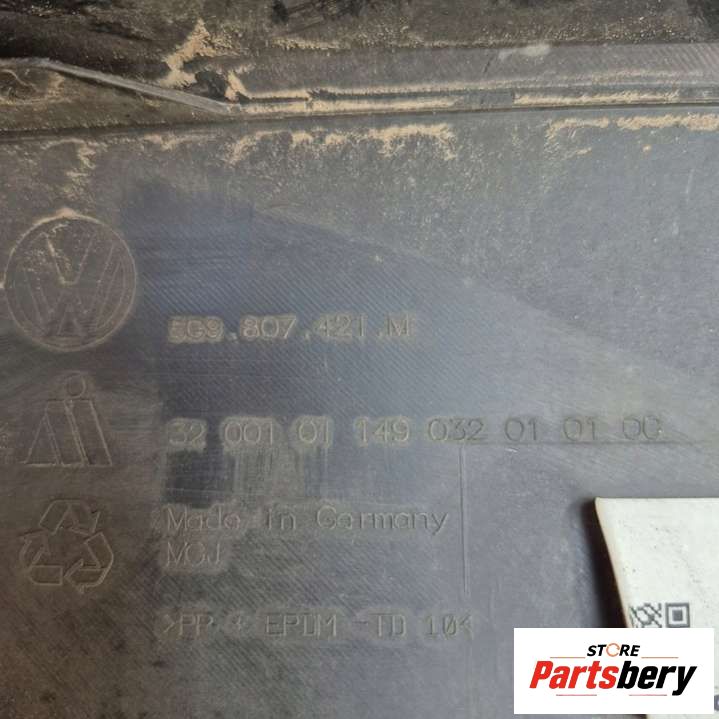 5G9.807.421.M
32 001 01 149 032 01 01 00
Made in Germany
MCJ
>PP + EPDM -TD 10<
STORE
Partsbery